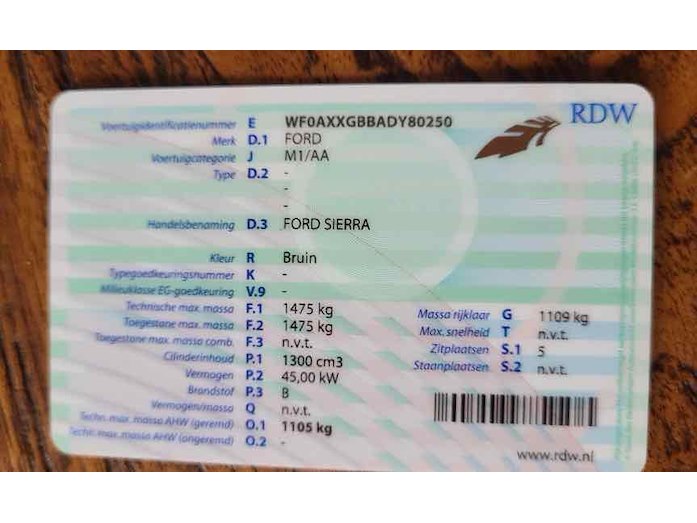 RDW
Voertuigidentificatienummer E WF0AXXGBBADY80250
Merk D.1 FORD
Voertuigcategorie J M1/AA
Type D.2 -
-
-
Handelsbenaming D.3 FORD SIERRA
Kleur R Bruin
Typegoedkeuringsnummer K -
Milieuklasse EG-goedkeuring V.9 -
Technische max. massa F.1 1475 kg
Toegestane max. massa F.2 1475 kg
Toegestane max. massa comb. F.3 n.v.t.
Cilinderinhoud P.1 1300 cm3
Vermogen P.2 45,00 kW
Brandstof P.3 B
Vermogen/massa Q n.v.t.
Techn. max. massa AHW (geremd) O.1 1105 kg
Techn. max. massa AHW (ongeremd) O.2 -
Massa rijklaar G 1109 kg
Max. snelheid T n.v.t.
Zitplaatsen S.1 5
Staanplaatsen S.2 n.v.t.
www.rdw.nl